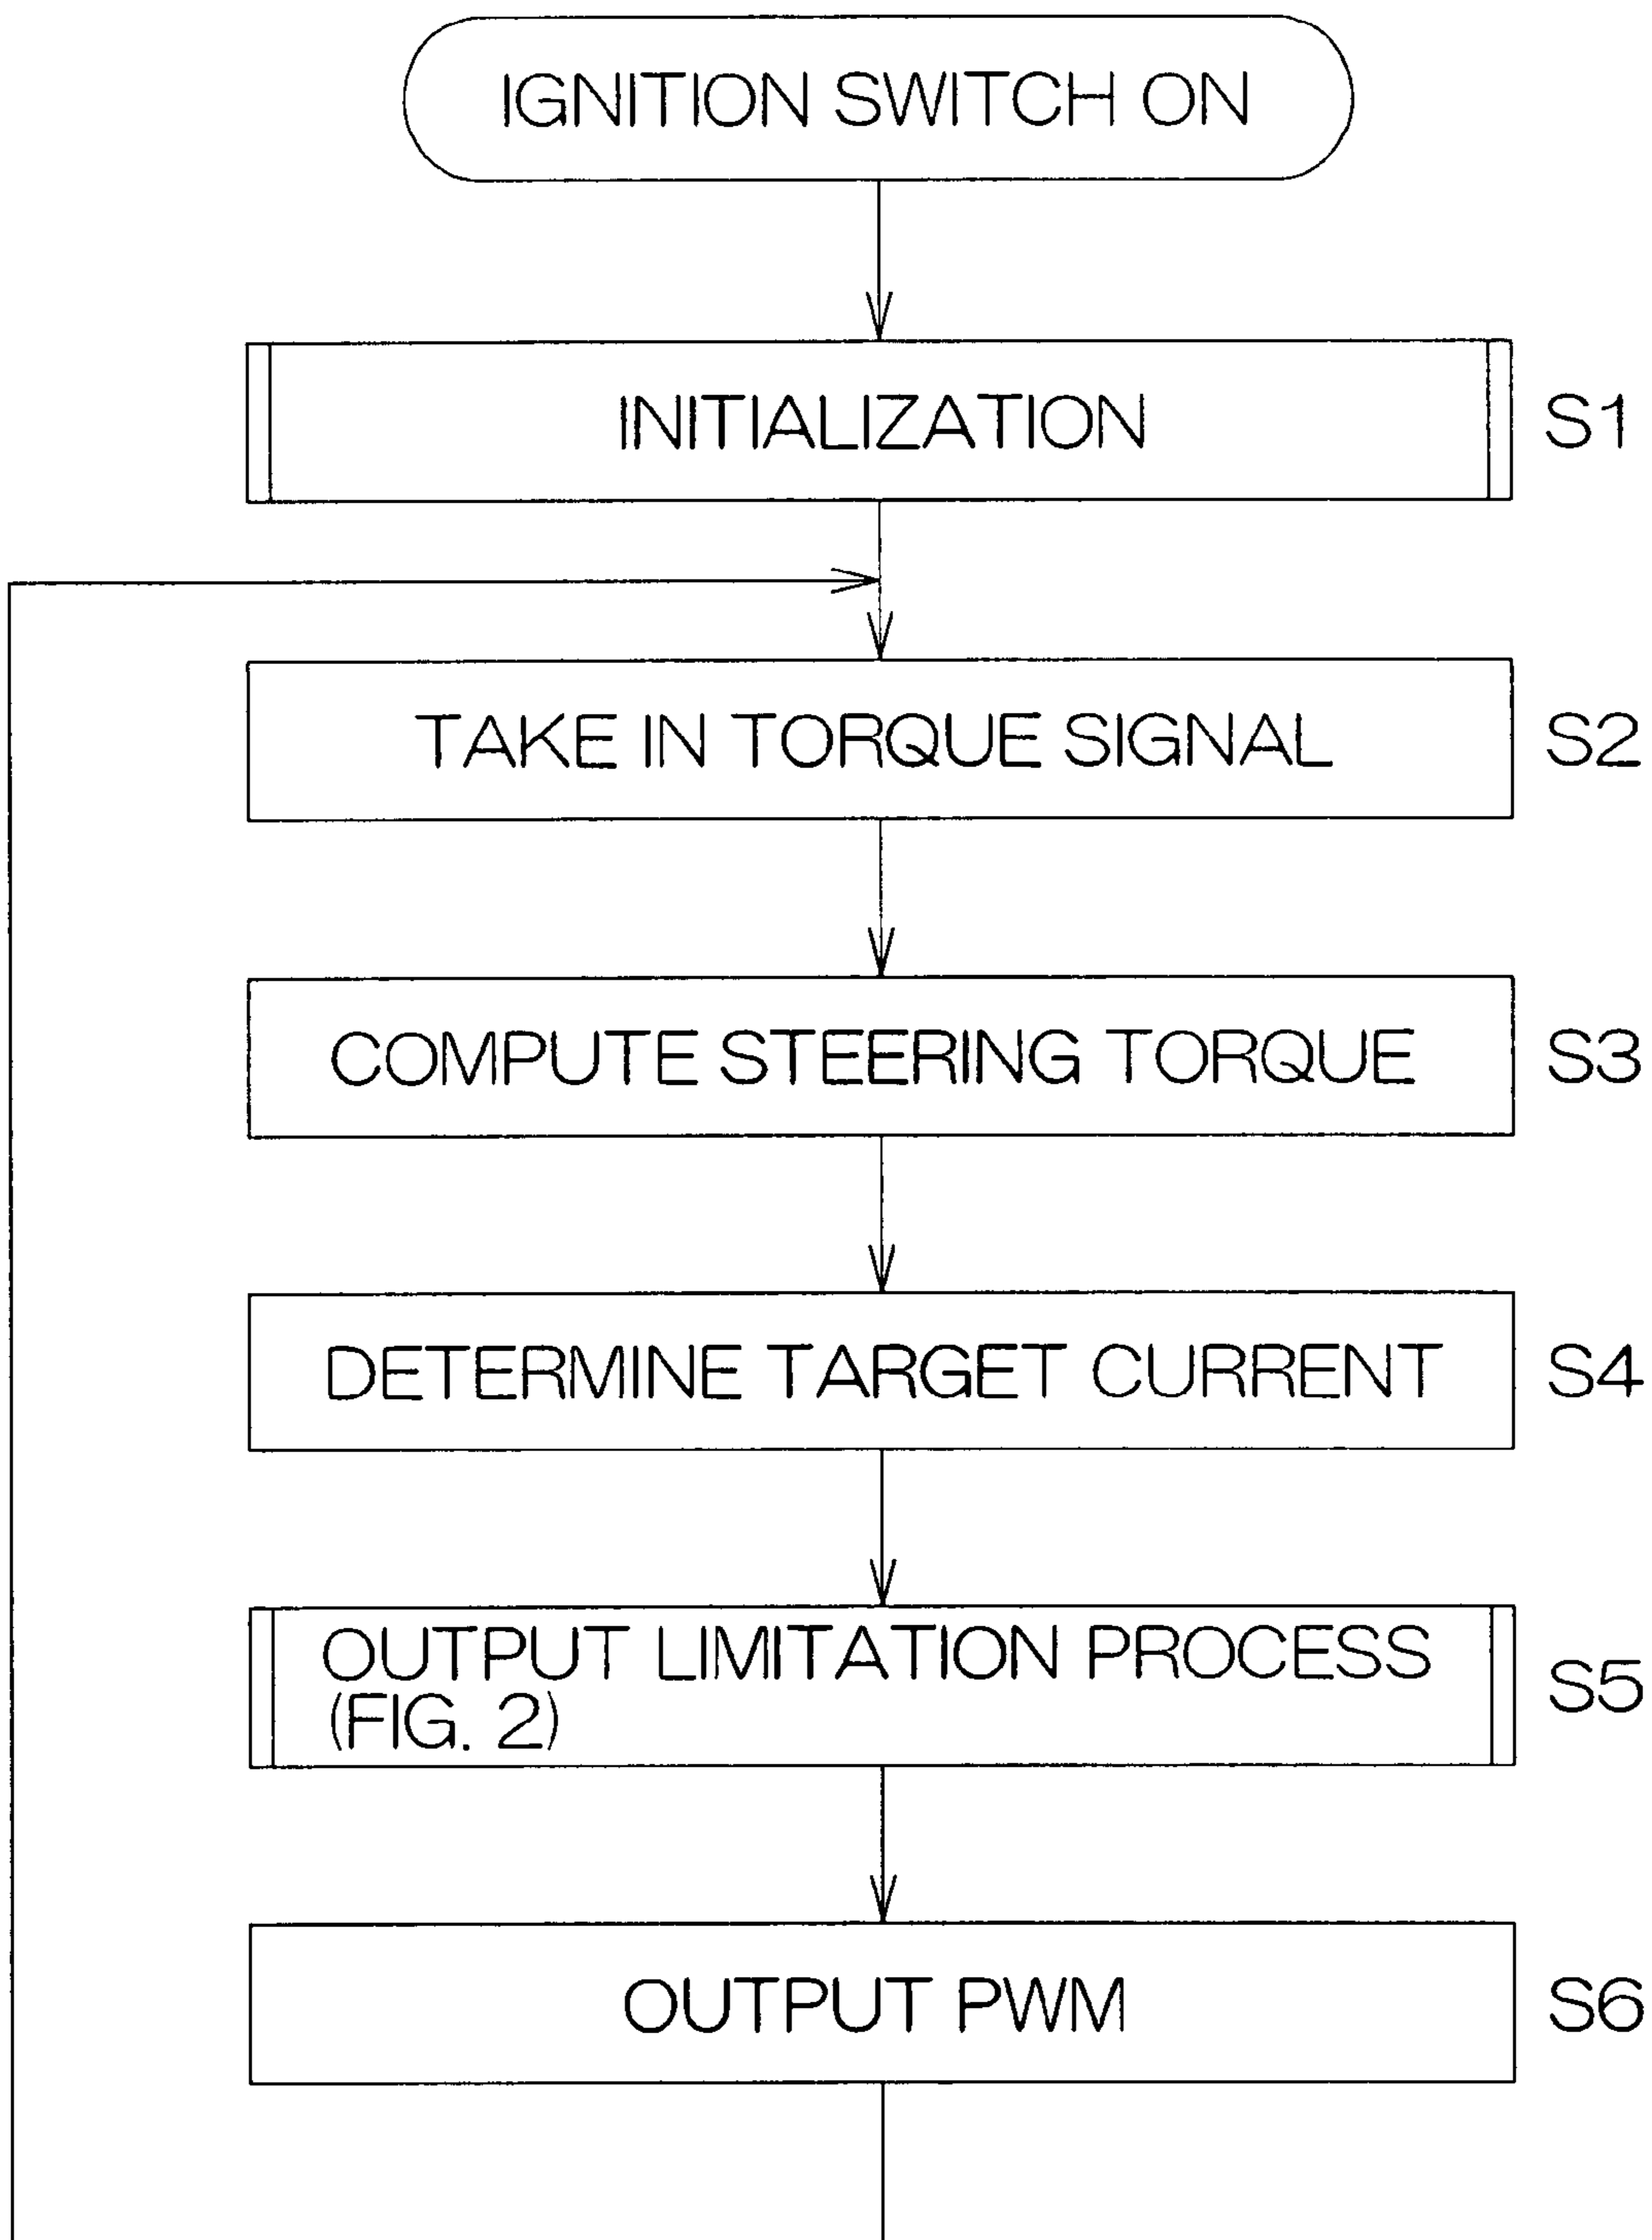 IGNITION SWITCH ON
INITIALIZATION S1
TAKE IN TORQUE SIGNAL S2
COMPUTE STEERING TORQUE S3
DETERMINE TARGET CURRENT S4
OUTPUT LIMITATION PROCESS
(FIG. 2) S5
OUTPUT PWM S6